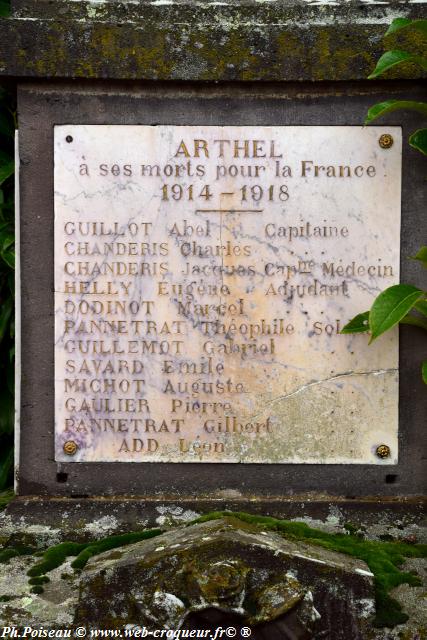 ARTHEL
à ses morts pour la France
1914 - 1918
GUILLOT Abel Capitaine
CHANDERIS Charles
CHANDERIS Jacques Capne Médecin
HELLY Eugène Adjudant
DODINOT Marcel
PANNETRAT Théophile
GUILLEMOT Gabriel
SAVARD Emile
MICHOT Auguste
GAULIER Pierre
PANNETRAT Gilbert
ADD Léon
Ph Poiseau © www.web-croqueur.fr © ®